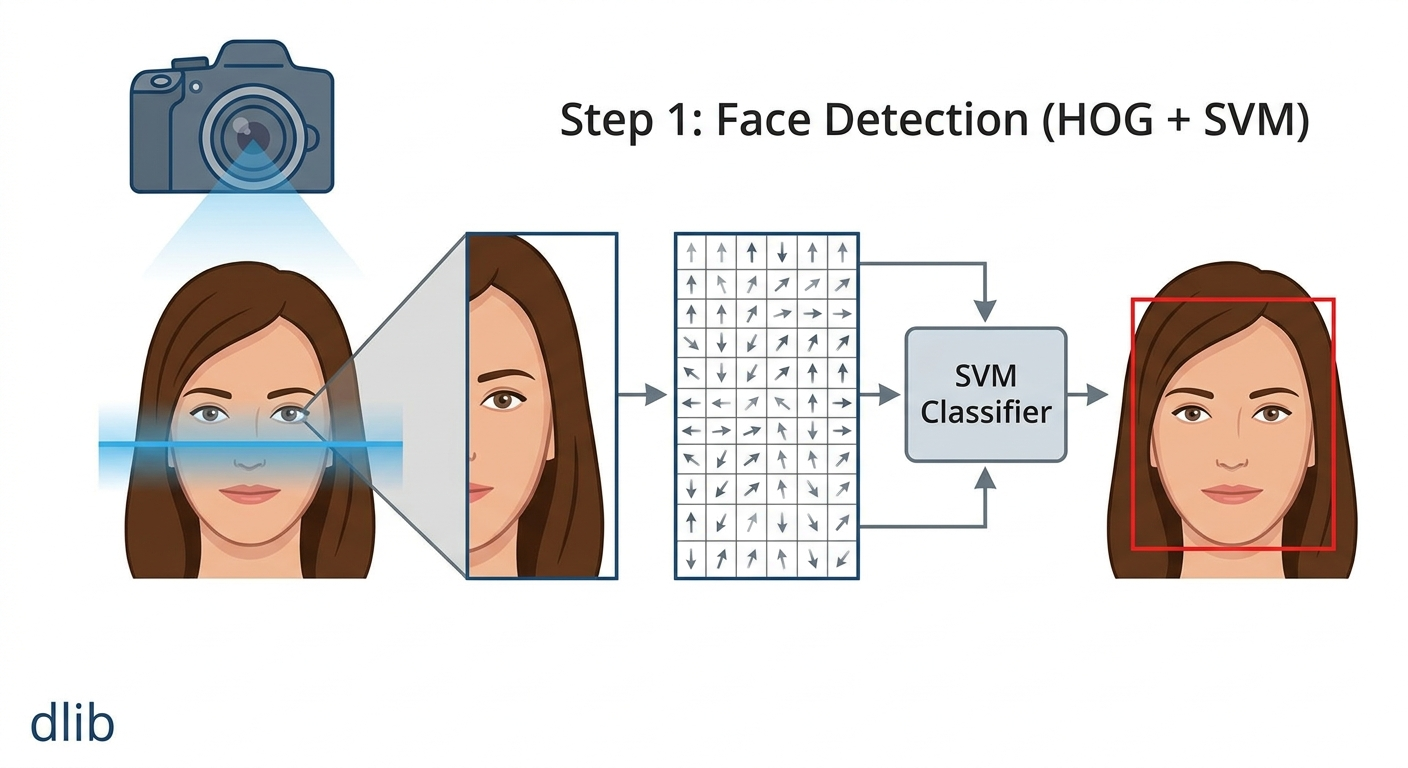 Step 1: Face Detection (HOG + SVM)
SVM
Classifier
dlib